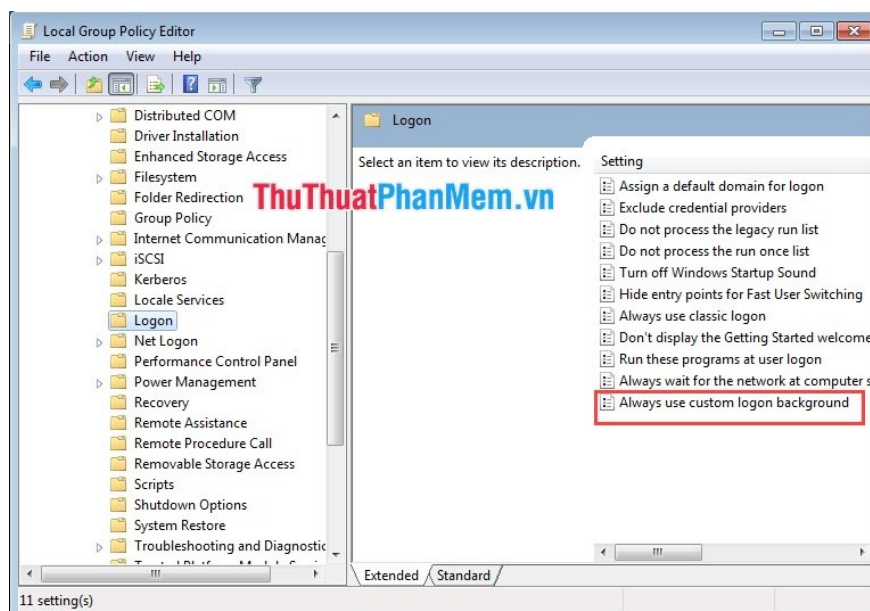 Local Group Policy Editor
File Action View Help
Distributed COM
Driver Installation
Enhanced Storage Access
Filesystem
Folder Redirection
Group Policy
Internet Communication Manag
iSCSI
Kerberos
Locale Services
Logon
Net Logon
Performance Control Panel
Power Management
Recovery
Remote Assistance
Remote Procedure Call
Removable Storage Access
Scripts
Shutdown Options
System Restore
Troubleshooting and Diagnostic
Logon
Select an item to view its description.
Setting
Assign a default domain for logon
Exclude credential providers
Do not process the legacy run list
Do not process the run once list
Turn off Windows Startup Sound
Hide entry points for Fast User Switching
Always use classic logon
Don't display the Getting Started welcome
Run these programs at user logon
Always wait for the network at computer s
Always use custom logon background
ThuThuatPhanMem.vn
Extended Standard
11 setting(s)